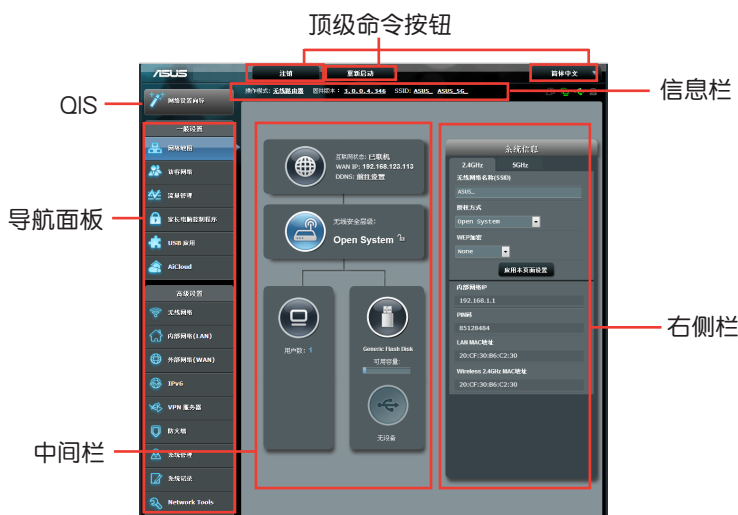 顶级命令按钮
ASUS
注销
重新启动
简体中文
操作模式: 无线路由器 固件版本: 3.0.0.4.346 SSID: ASUS_ ASUS_5G_
信息栏
QIS
网络设置向导
导航面板
一般设置
网络地图
访客网络
流量管理
家长电脑控制程序
USB 应用
AiCloud
高级设置
无线网络
内部网络(LAN)
外部网络(WAN)
IPv6
VPN 服务器
防火墙
系统管理
系统记录
Network Tools
中间栏
互联网状态: 已联机
WAN IP: 192.168.123.113
DDNS: 前往设置
无线安全层级:
Open System
用户数: 1
Generic Flash Disk
可用容量:
无设备
右侧栏
系统信息
2.4GHz
5GHz
无线网络名称(SSID)
ASUS_
授权方式
Open System
WEP加密
None
应用本页面设置
内部网络IP
192.168.1.1
PIN码
85128484
LAN MAC地址
20:CF:30:B6:C2:30
Wireless 2.4GHz MAC地址
20:CF:30:B6:C2:30